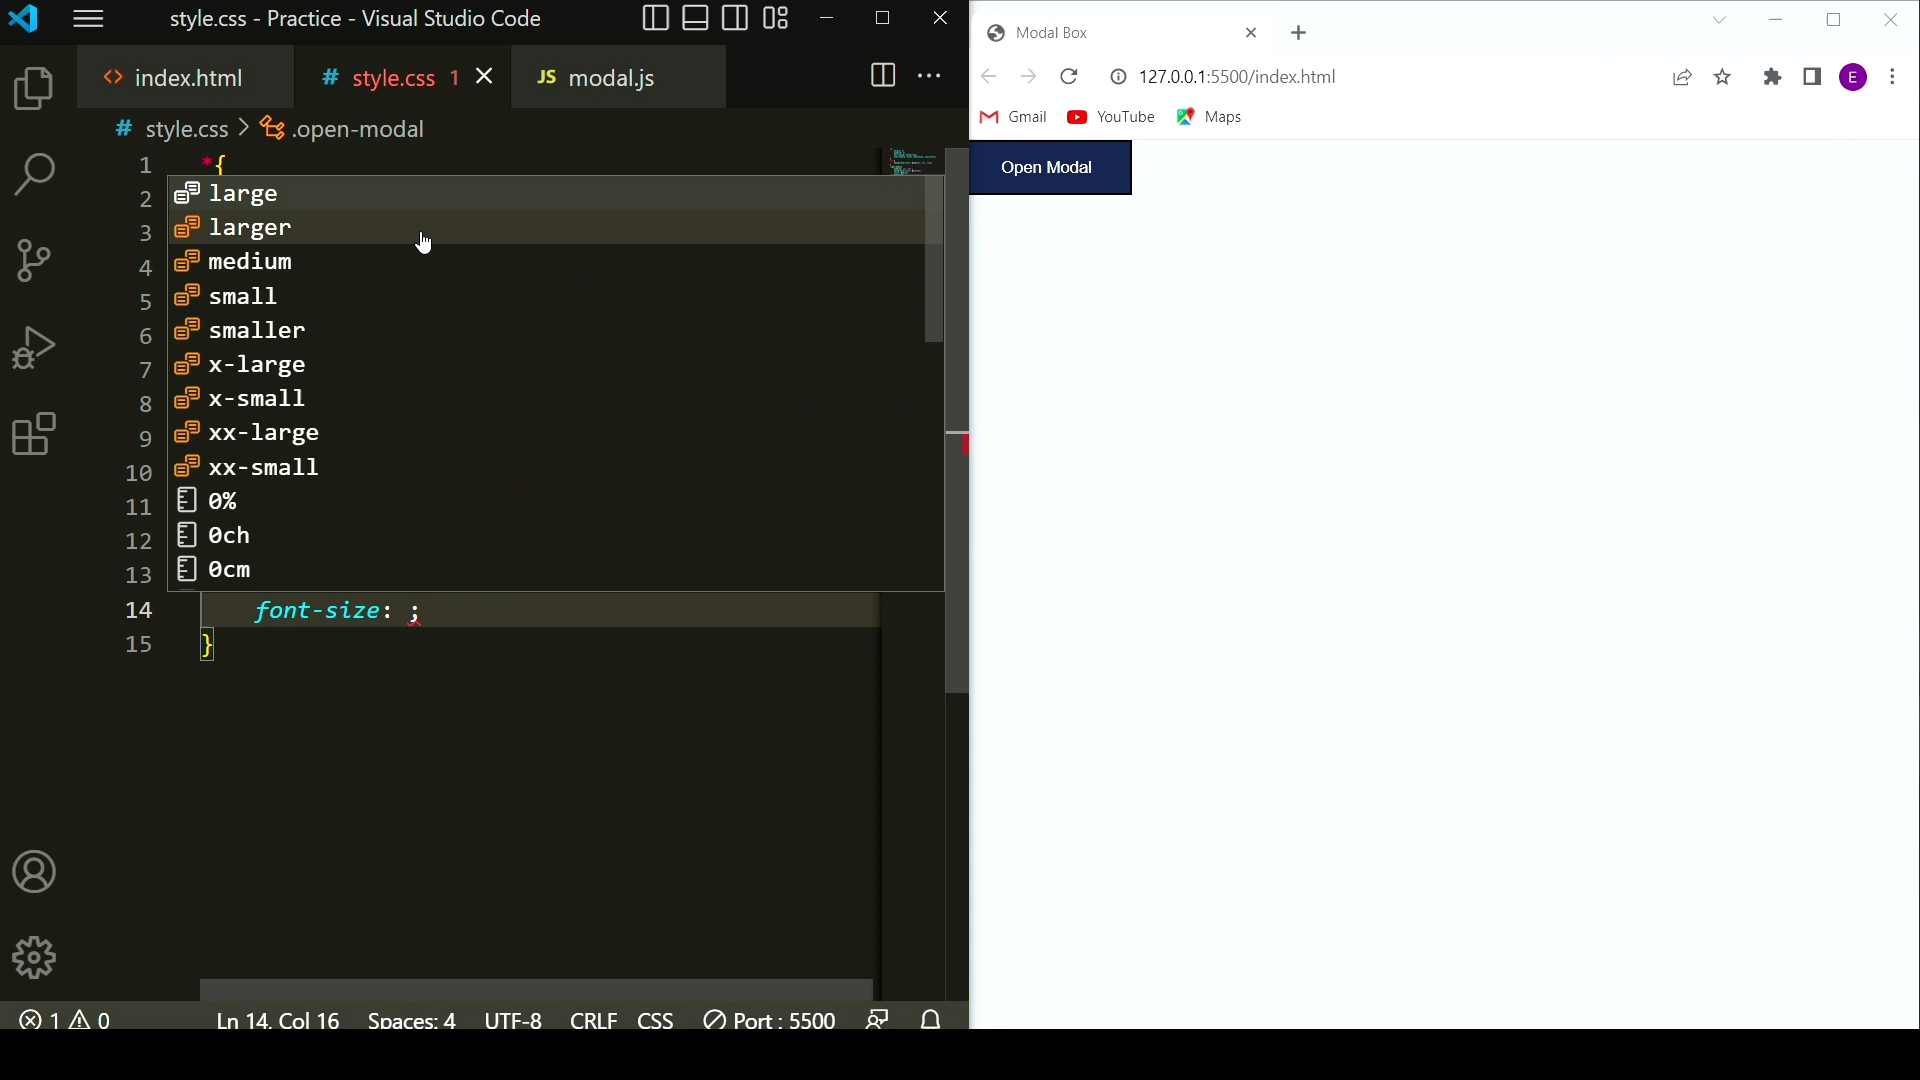 style.css - Practice - Visual Studio Code
index.html
# style.css 1
JS modal.js
# style.css > .open-modal
1 *{
2
3
4
5
6
7
8
9
10
11
12
13
large
larger
medium
small
smaller
x-large
x-small
xx-large
xx-small
0%
0ch
0cm
14 font-size: ;
15 }
1 0 Ln 14, Col 16 Spaces: 4 UTF-8 CRLF CSS Port : 5500
Modal Box
127.0.0.1:5500/index.html
E
Gmail YouTube Maps
Open Modal